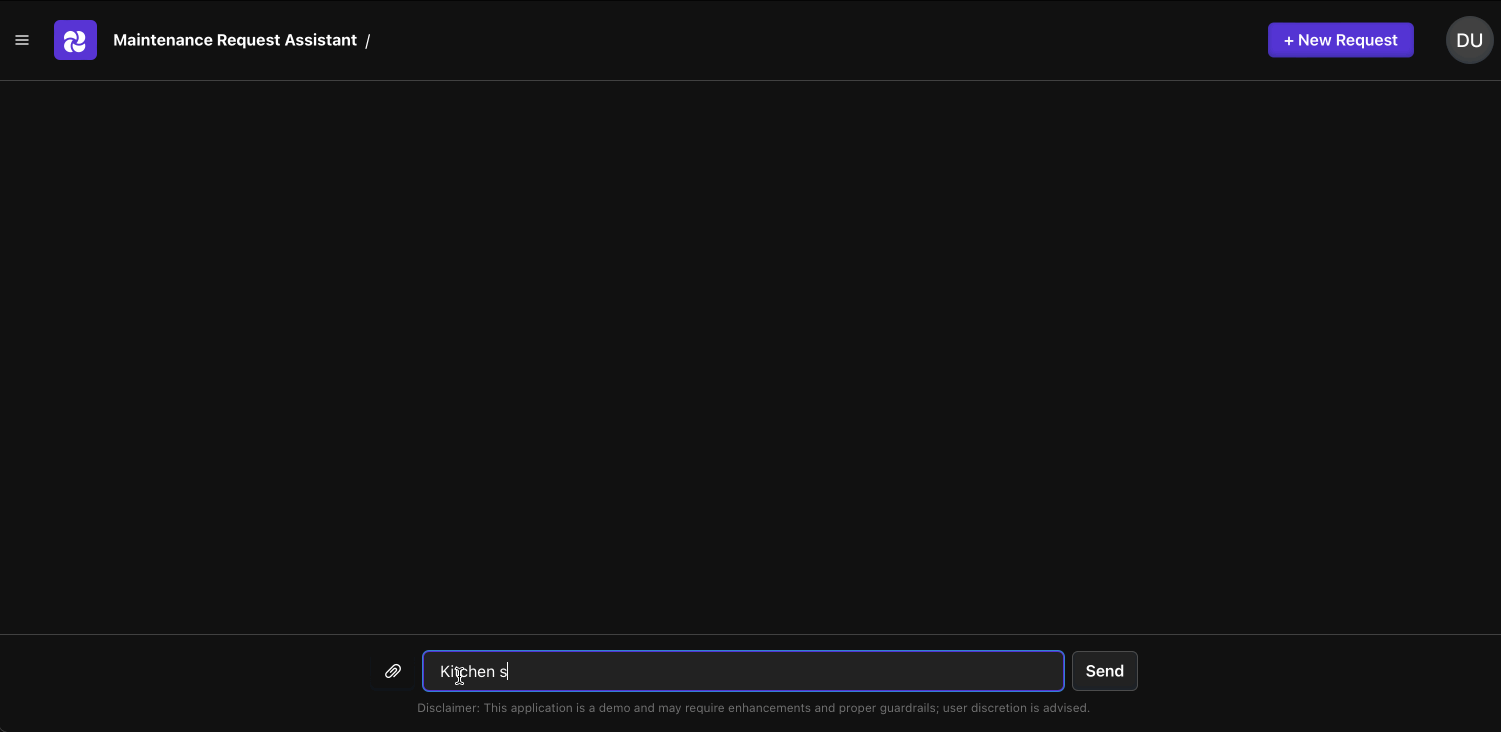 Maintenance Request Assistant /
+ New Request
DU
Kitchen s
Send
Disclaimer: This application is a demo and may require enhancements and proper guardrails; user discretion is advised.